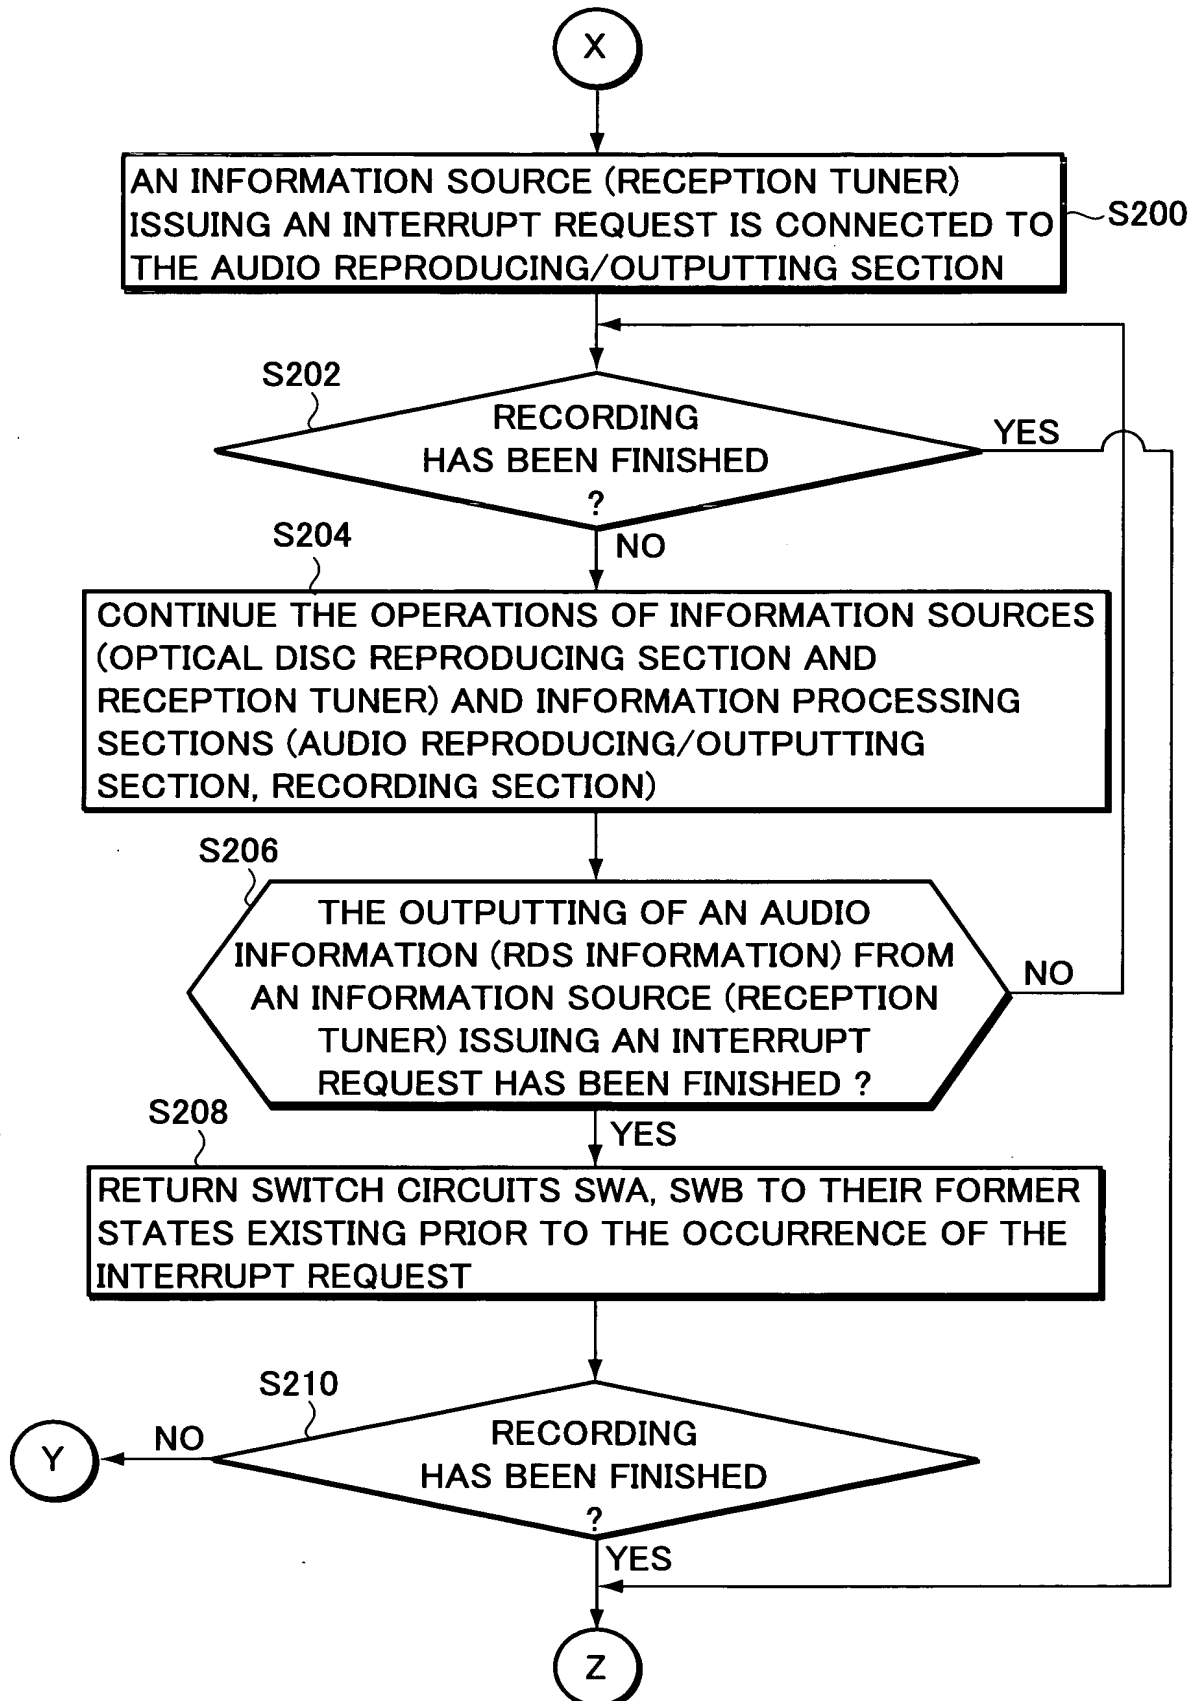 X
AN INFORMATION SOURCE (RECEPTION TUNER)
ISSUING AN INTERRUPT REQUEST IS CONNECTED TO
THE AUDIO REPRODUCING/OUTPUTTING SECTION
S200
S202
RECORDING
HAS BEEN FINISHED
?
YES
NO
S204
CONTINUE THE OPERATIONS OF INFORMATION SOURCES
(OPTICAL DISC REPRODUCING SECTION AND
RECEPTION TUNER) AND INFORMATION PROCESSING
SECTIONS (AUDIO REPRODUCING/OUTPUTTING
SECTION, RECORDING SECTION)
S206
THE OUTPUTTING OF AN AUDIO
INFORMATION (RDS INFORMATION) FROM
AN INFORMATION SOURCE (RECEPTION
TUNER) ISSUING AN INTERRUPT
REQUEST HAS BEEN FINISHED ?
NO
YES
S208
RETURN SWITCH CIRCUITS SWA, SWB TO THEIR FORMER
STATES EXISTING PRIOR TO THE OCCURRENCE OF THE
INTERRUPT REQUEST
S210
RECORDING
HAS BEEN FINISHED
?
NO
Y
YES
Z